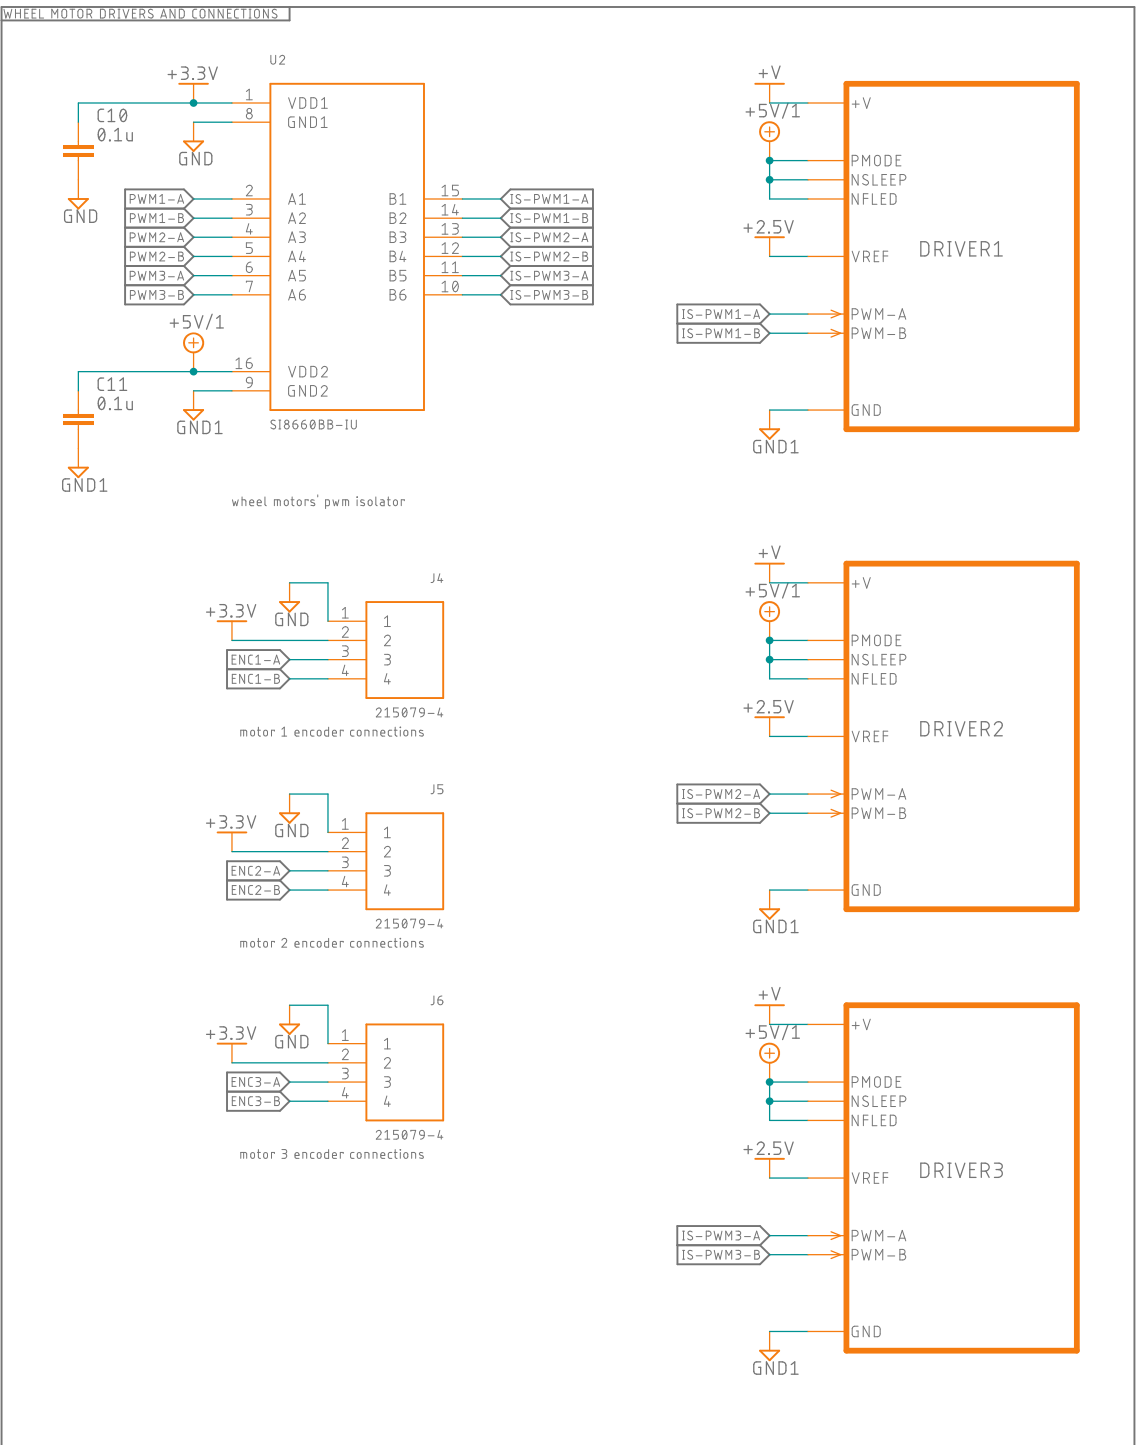 WHEEL MOTOR DRIVERS AND CONNECTIONS
U2
+3.3V
C10
0.1u
GND
GND
1 VDD1
8 GND1
PWM1-A 2 A1 B1 15 IS-PWM1-A
PWM1-B 3 A2 B2 14 IS-PWM1-B
PWM2-A 4 A3 B3 13 IS-PWM2-A
PWM2-B 5 A4 B4 12 IS-PWM2-B
PWM3-A 6 A5 B5 11 IS-PWM3-A
PWM3-B 7 A6 B6 10 IS-PWM3-B
+5V/1
16 VDD2
9 GND2
C11
0.1u
GND1
GND1
SI8660BB-IU
wheel motors' pwm isolator
J4
+3.3V
GND
1 1
2 2
ENC1-A 3 3
ENC1-B 4 4
215079-4
motor 1 encoder connections
J5
+3.3V
GND
1 1
2 2
ENC2-A 3 3
ENC2-B 4 4
215079-4
motor 2 encoder connections
J6
+3.3V
GND
1 1
2 2
ENC3-A 3 3
ENC3-B 4 4
215079-4
motor 3 encoder connections
+V
+V
+5V/1
PMODE
NSLEEP
NFLED
+2.5V
VREF
DRIVER1
IS-PWM1-A PWM-A
IS-PWM1-B PWM-B
GND
GND1
+V
+V
+5V/1
PMODE
NSLEEP
NFLED
+2.5V
VREF
DRIVER2
IS-PWM2-A PWM-A
IS-PWM2-B PWM-B
GND
GND1
+V
+V
+5V/1
PMODE
NSLEEP
NFLED
+2.5V
VREF
DRIVER3
IS-PWM3-A PWM-A
IS-PWM3-B PWM-B
GND
GND1